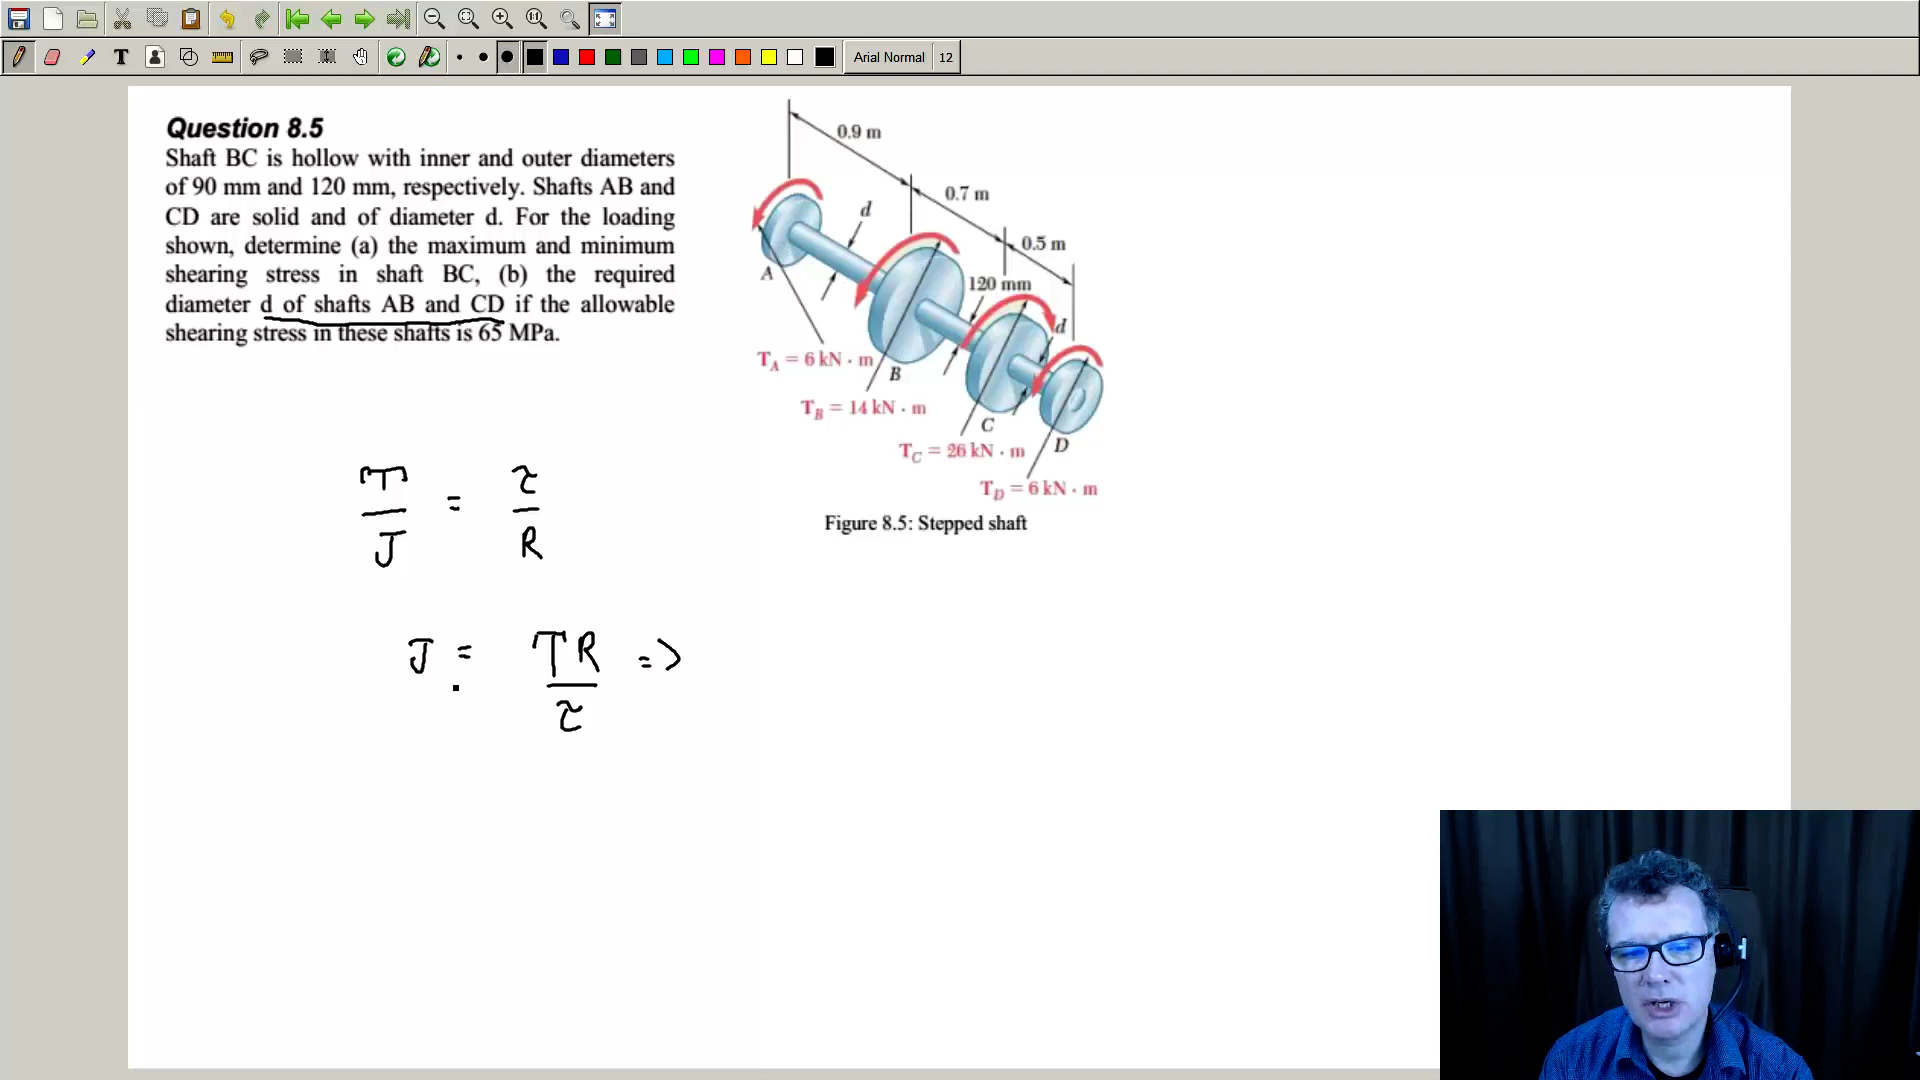 Arial Normal 12
Question 8.5
Shaft BC is hollow with inner and outer diameters
of 90 mm and 120 mm, respectively. Shafts AB and
CD are solid and of diameter d. For the loading
shown, determine (a) the maximum and minimum
shearing stress in shaft BC, (b) the required
diameter d of shafts AB and CD if the allowable
shearing stress in these shafts is 65 MPa.
0.9 m
0.7 m
0.5 m
d
A
120 mm
d
T_A = 6 kN · m
B
T_B = 14 kN · m
C
T_C = 26 kN · m
D
T_D = 6 kN · m
Figure 8.5: Stepped shaft
T/J = τ/R
J = TR/τ =>